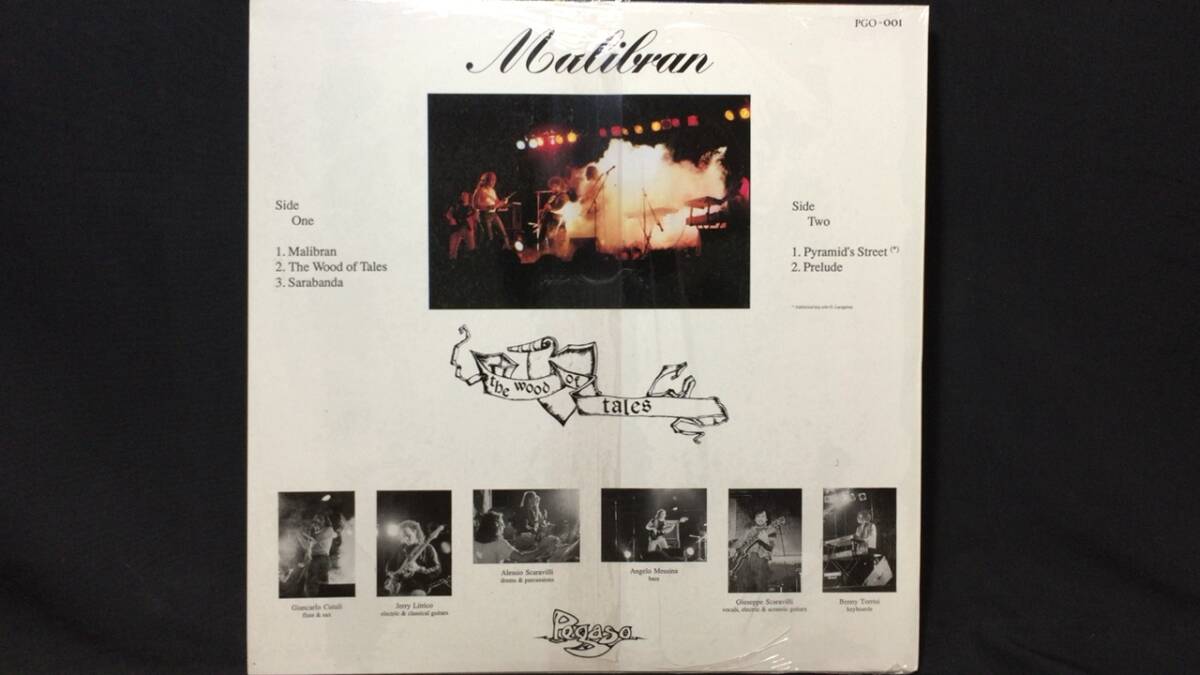 PGO-001
Malibran
Side
One
1. Malibran
2. The Wood of Tales
3. Sarabanda
Side
Two
1. Pyramid's Street (*)
2. Prelude
the wood of
tales
Giancarlo Cutuli
flute & sax
Jerry Litrico
electric & classical guitars
Alessio Scaravilli
drums & percussions
Angelo Messina
bass
Giuseppe Scaravilli
vocals, electric & acoustic guitars
Benny Torrisi
keyboards
Pegaso